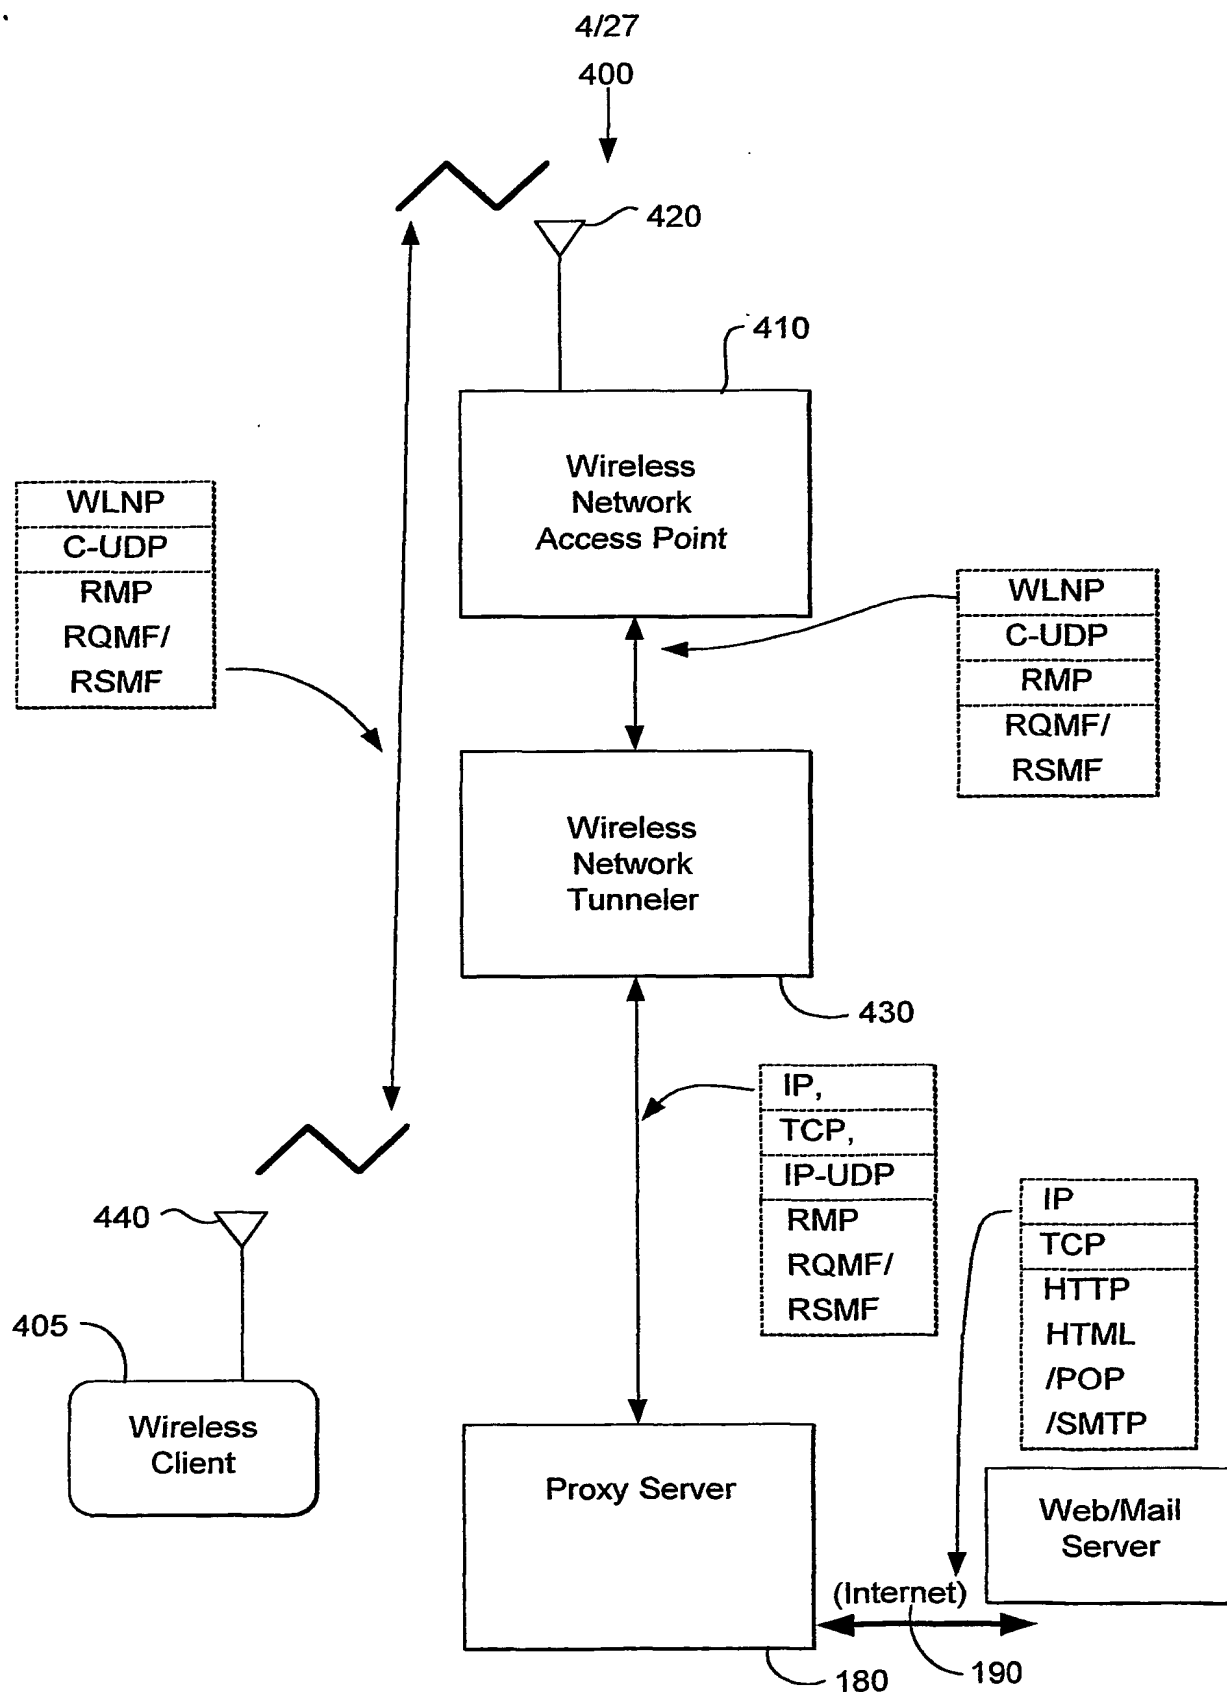 4/27
400
420
410
Wireless
Network
Access Point
WLNP
C-UDP
RMP
RQMF/
RSMF
WLNP
C-UDP
RMP
RQMF/
RSMF
Wireless
Network
Tunneler
430
IP,
TCP,
IP-UDP
RMP
RQMF/
RSMF
IP
TCP
HTTP
HTML
/POP
/SMTP
440
405
Wireless
Client
Proxy Server
Web/Mail
Server
(Internet)
180
190